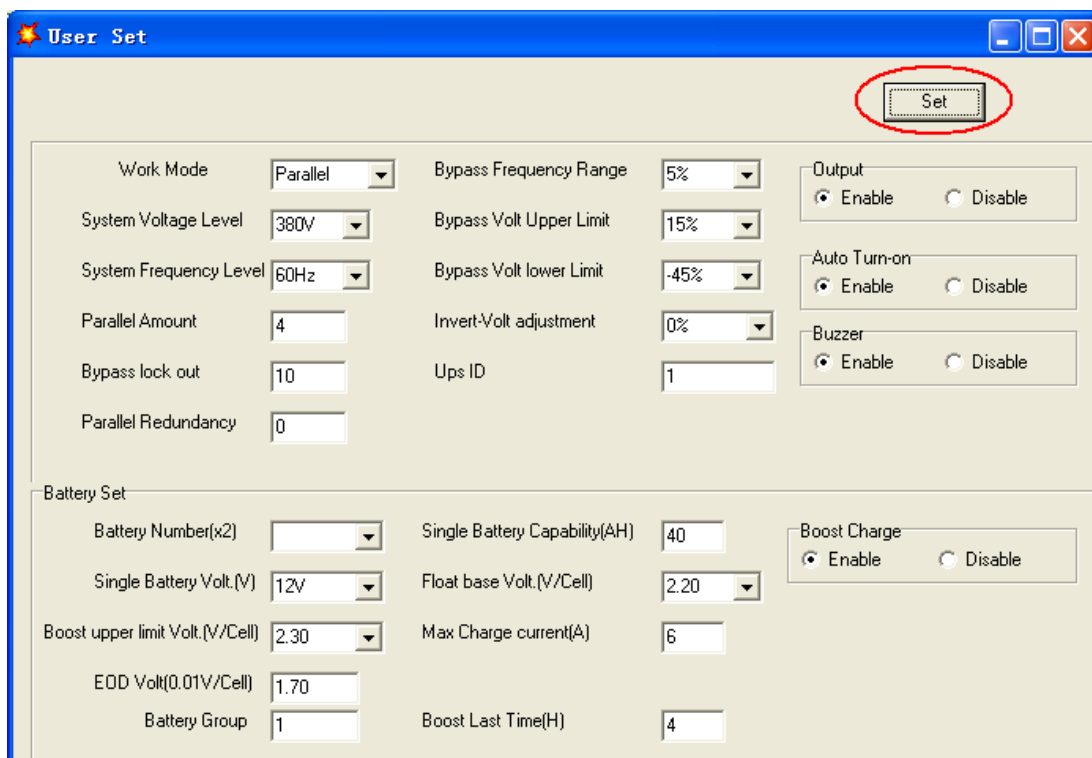 User Set
Set
Work Mode Parallel Bypass Frequency Range 5% Output
Enable Disable
System Voltage Level 380V Bypass Volt Upper Limit 15%
System Frequency Level 60Hz Bypass Volt lower Limit -45% Auto Turn-on
Enable Disable
Parallel Amount 4 Invert-Volt adjustment 0% Buzzer
Enable Disable
Bypass lock out 10 Ups ID 1
Parallel Redundancy 0
Battery Set
Battery Number(x2) Single Battery Capability(AH) 40 Boost Charge
Enable Disable
Single Battery Volt.(V) 12V Float base Volt.(V/Cell) 2.20
Boost upper limit Volt.(V/Cell) 2.30 Max Charge current(A) 6
EOD Volt(0.01V/Cell) 1.70
Battery Group 1 Boost Last Time(H) 4